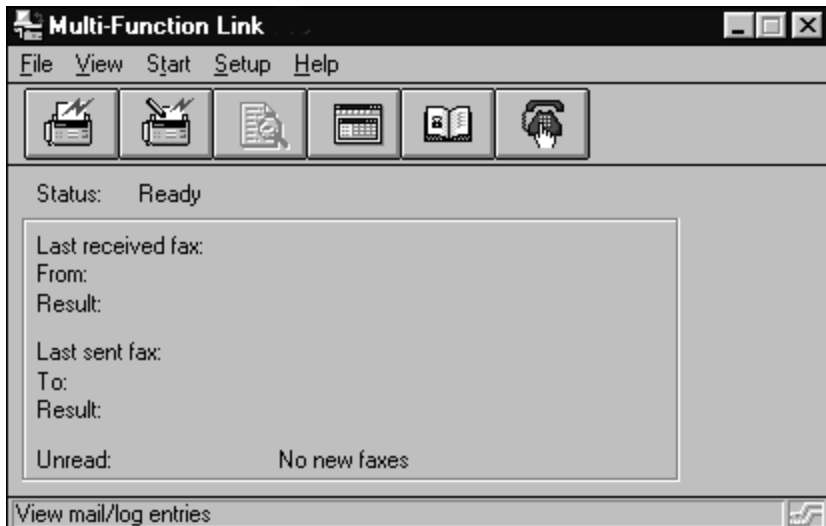 Multi-Function Link
File View Start Setup Help
Status: Ready
Last received fax:
From:
Result:
Last sent fax:
To:
Result:
Unread: No new faxes
View mail/log entries